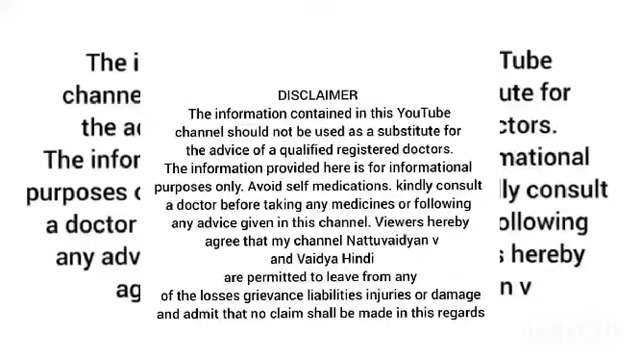 DISCLAIMER
The information contained in this YouTube
channel should not be used as a substitute for
the advice of a qualified registered doctors.
The information provided here is for informational
purposes only. Avoid self medications. kindly consult
a doctor before taking any medicines or following
any advice given in this channel. Viewers hereby
agree that my channel Nattuvaidyan v
and Vaidya Hindi
are permitted to leave from any
of the losses grievance liabilities injuries or damage
and admit that no claim shall be made in this regards